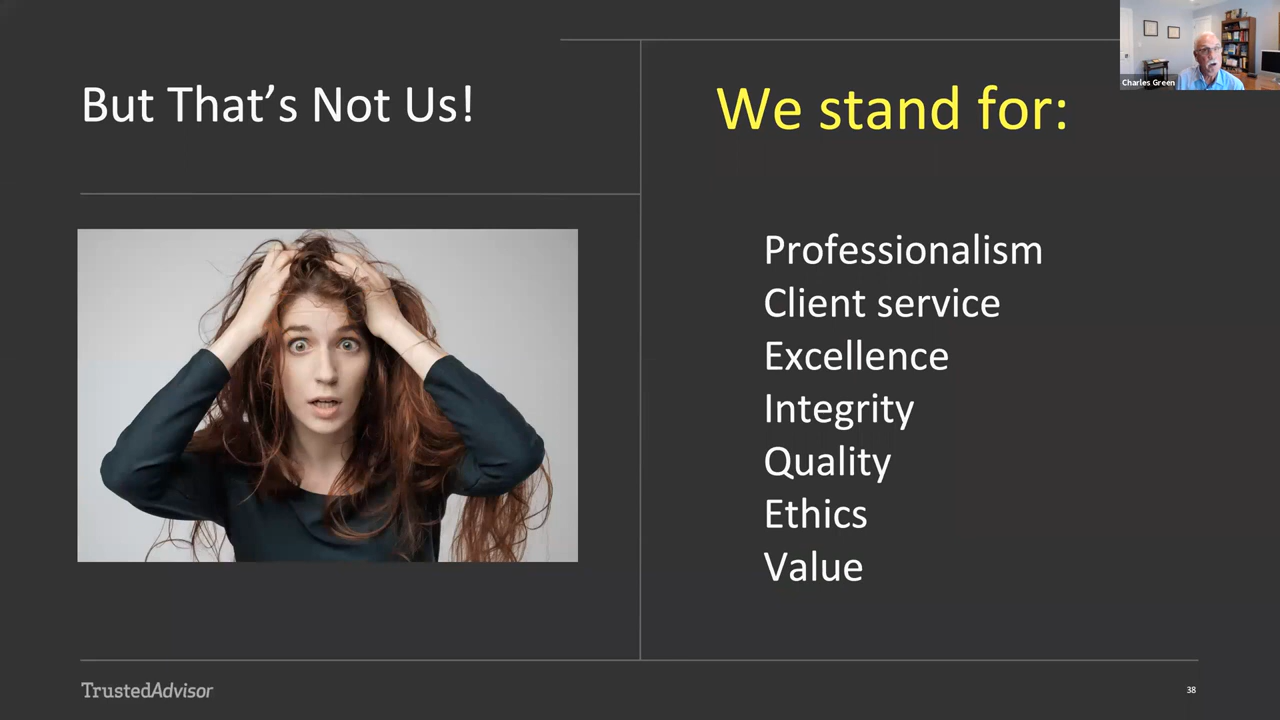 But That's Not Us!
We stand for:
Charles Green
Professionalism
Client service
Excellence
Integrity
Quality
Ethics
Value
TrustedAdvisor
38